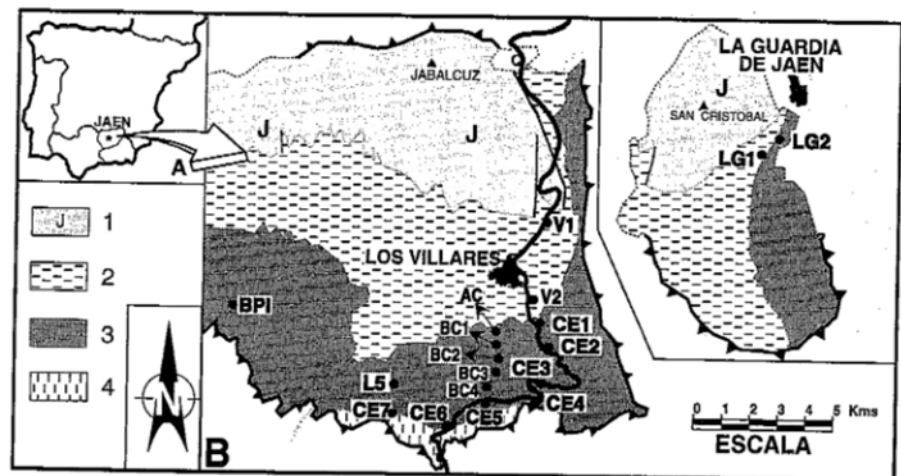 JAEN
A
J 1
2
3
4
N
B
JABALCUZ
J
J
V1
LOS VILLARES
V2
BPI
AC
BC1
BC2
BC3
BC4
CE1
CE2
CE3
CE4
L5
CE7
CE6
CE5
LA GUARDIA
DE JAEN
J
SAN CRISTOBAL
LG1
LG2
0 1 2 3 4 5 Kms
ESCALA